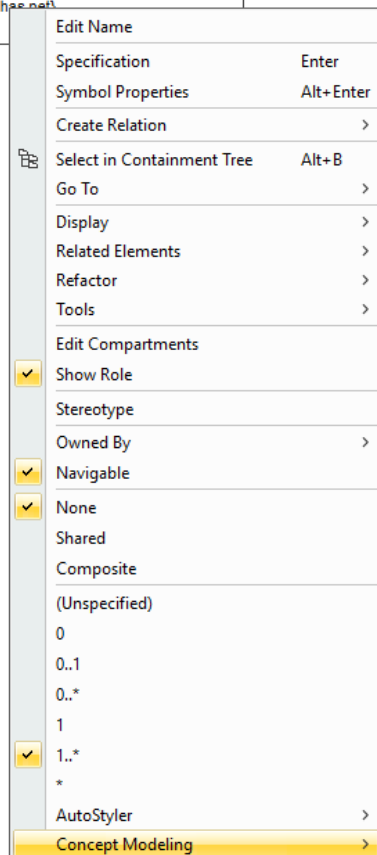 has pet}
Edit Name
Specification Enter
Symbol Properties Alt+Enter
Create Relation
Select in Containment Tree Alt+B
Go To
Display
Related Elements
Refactor
Tools
Edit Compartments
Show Role
Stereotype
Owned By
Navigable
None
Shared
Composite
(Unspecified)
0
0..1
0..*
1
1..*
*
AutoStyler
Concept Modeling